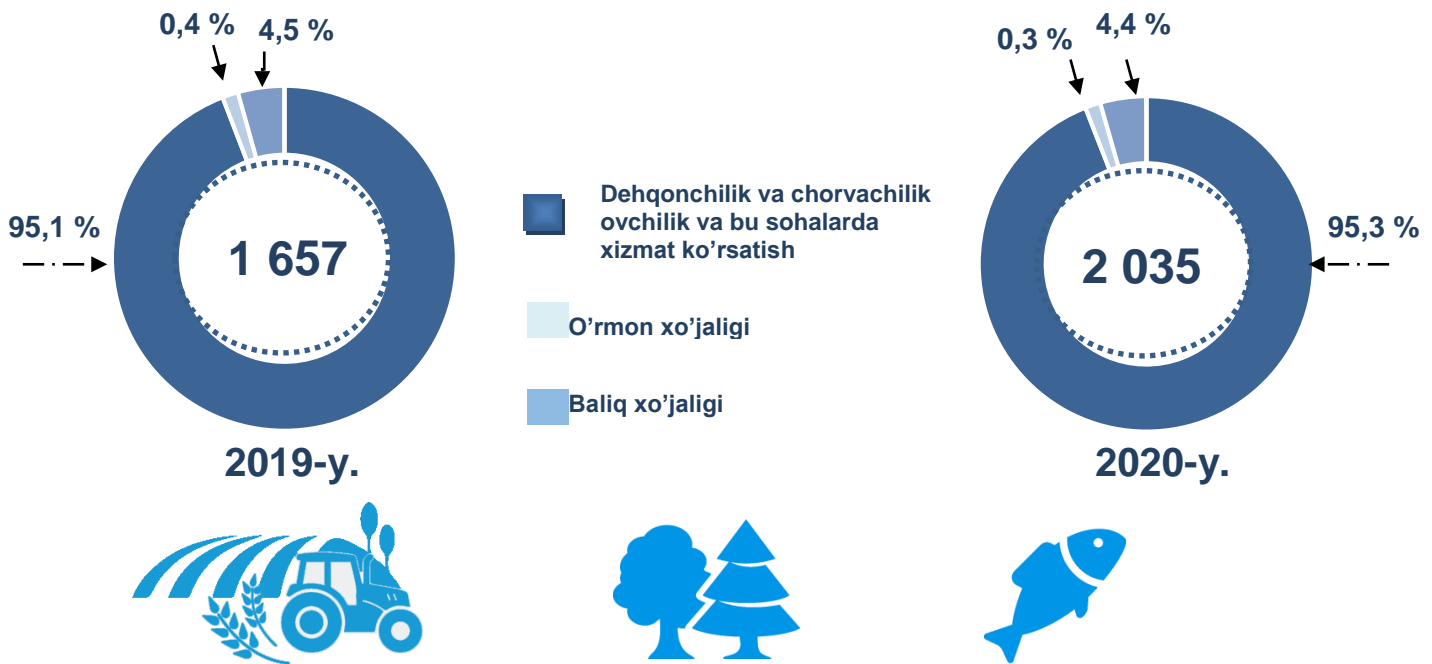 0,4 %
4,5 %
95,1 %
1 657
2019-y.
Dehqonchilik va chorvachilik
ovchilik va bu sohalarda
xizmat ko’rsatish
O’rmon xo’jaligi
Baliq xo’jaligi
0,3 %
4,4 %
95,3 %
2 035
2020-y.